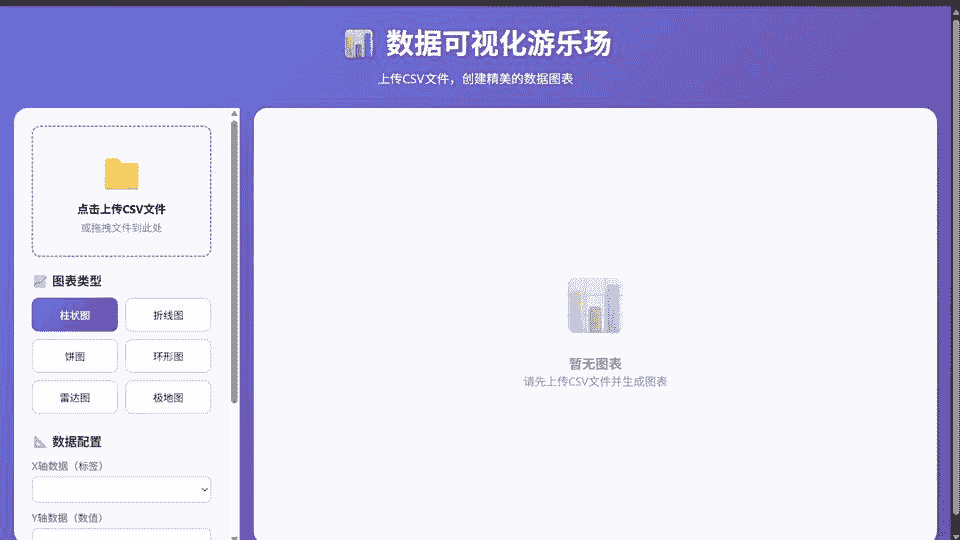 数据可视化游乐场
上传CSV文件，创建精美的数据图表
点击上传CSV文件
或拖拽文件到此处
图表类型
柱状图
折线图
饼图
环形图
雷达图
极地图
数据配置
X轴数据（标签）
Y轴数据（数值）
暂无图表
请先上传CSV文件并生成图表